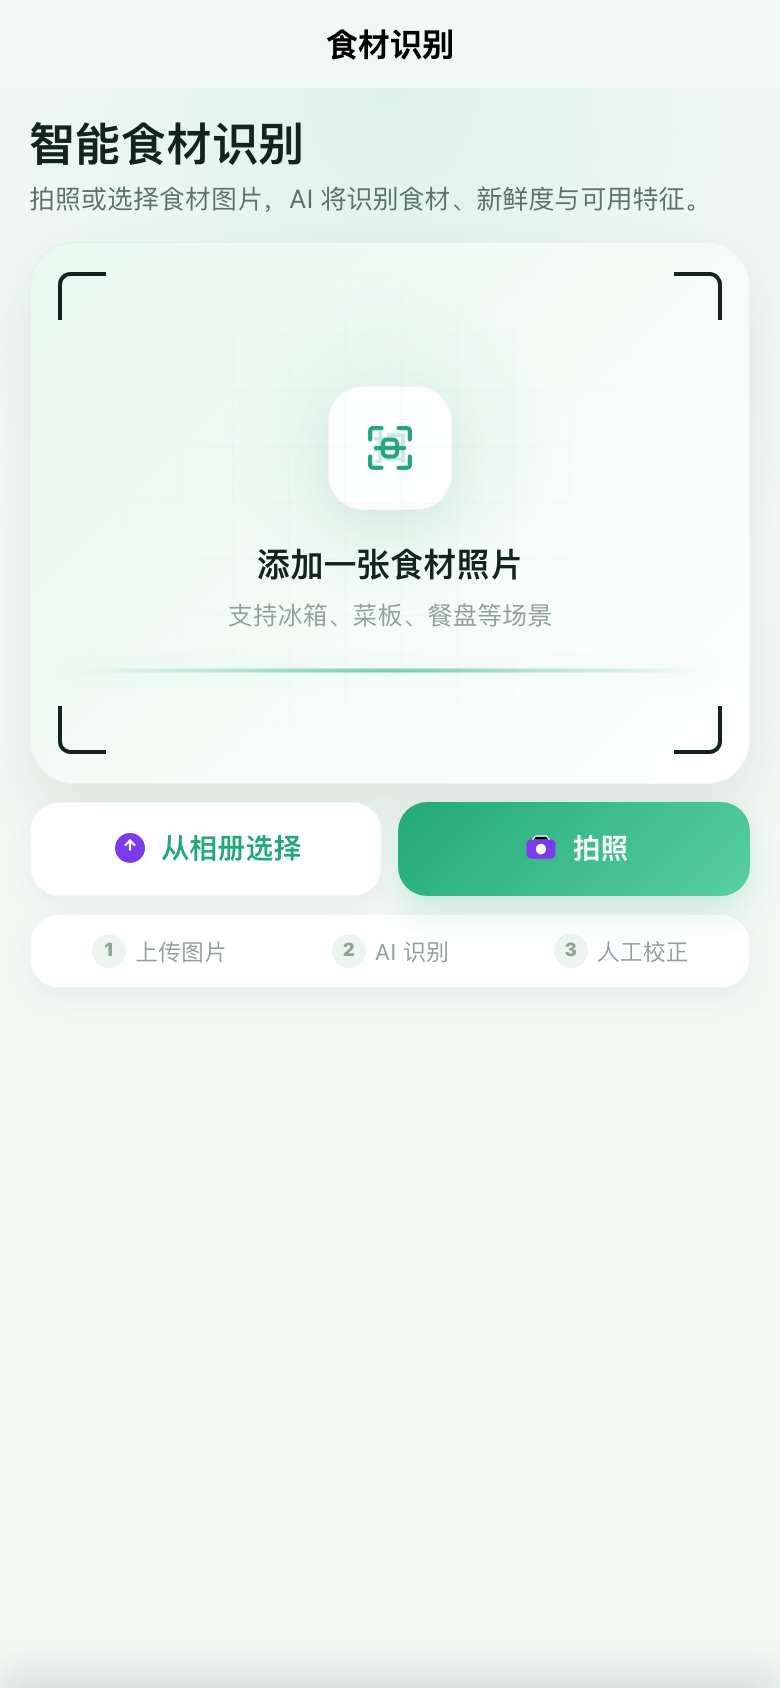 食材识别
智能食材识别
拍照或选择食材图片，AI 将识别食材、新鲜度与可用特征。
添加一张食材照片
支持冰箱、菜板、餐盘等场景
从相册选择
拍照
1 上传图片
2 AI 识别
3 人工校正